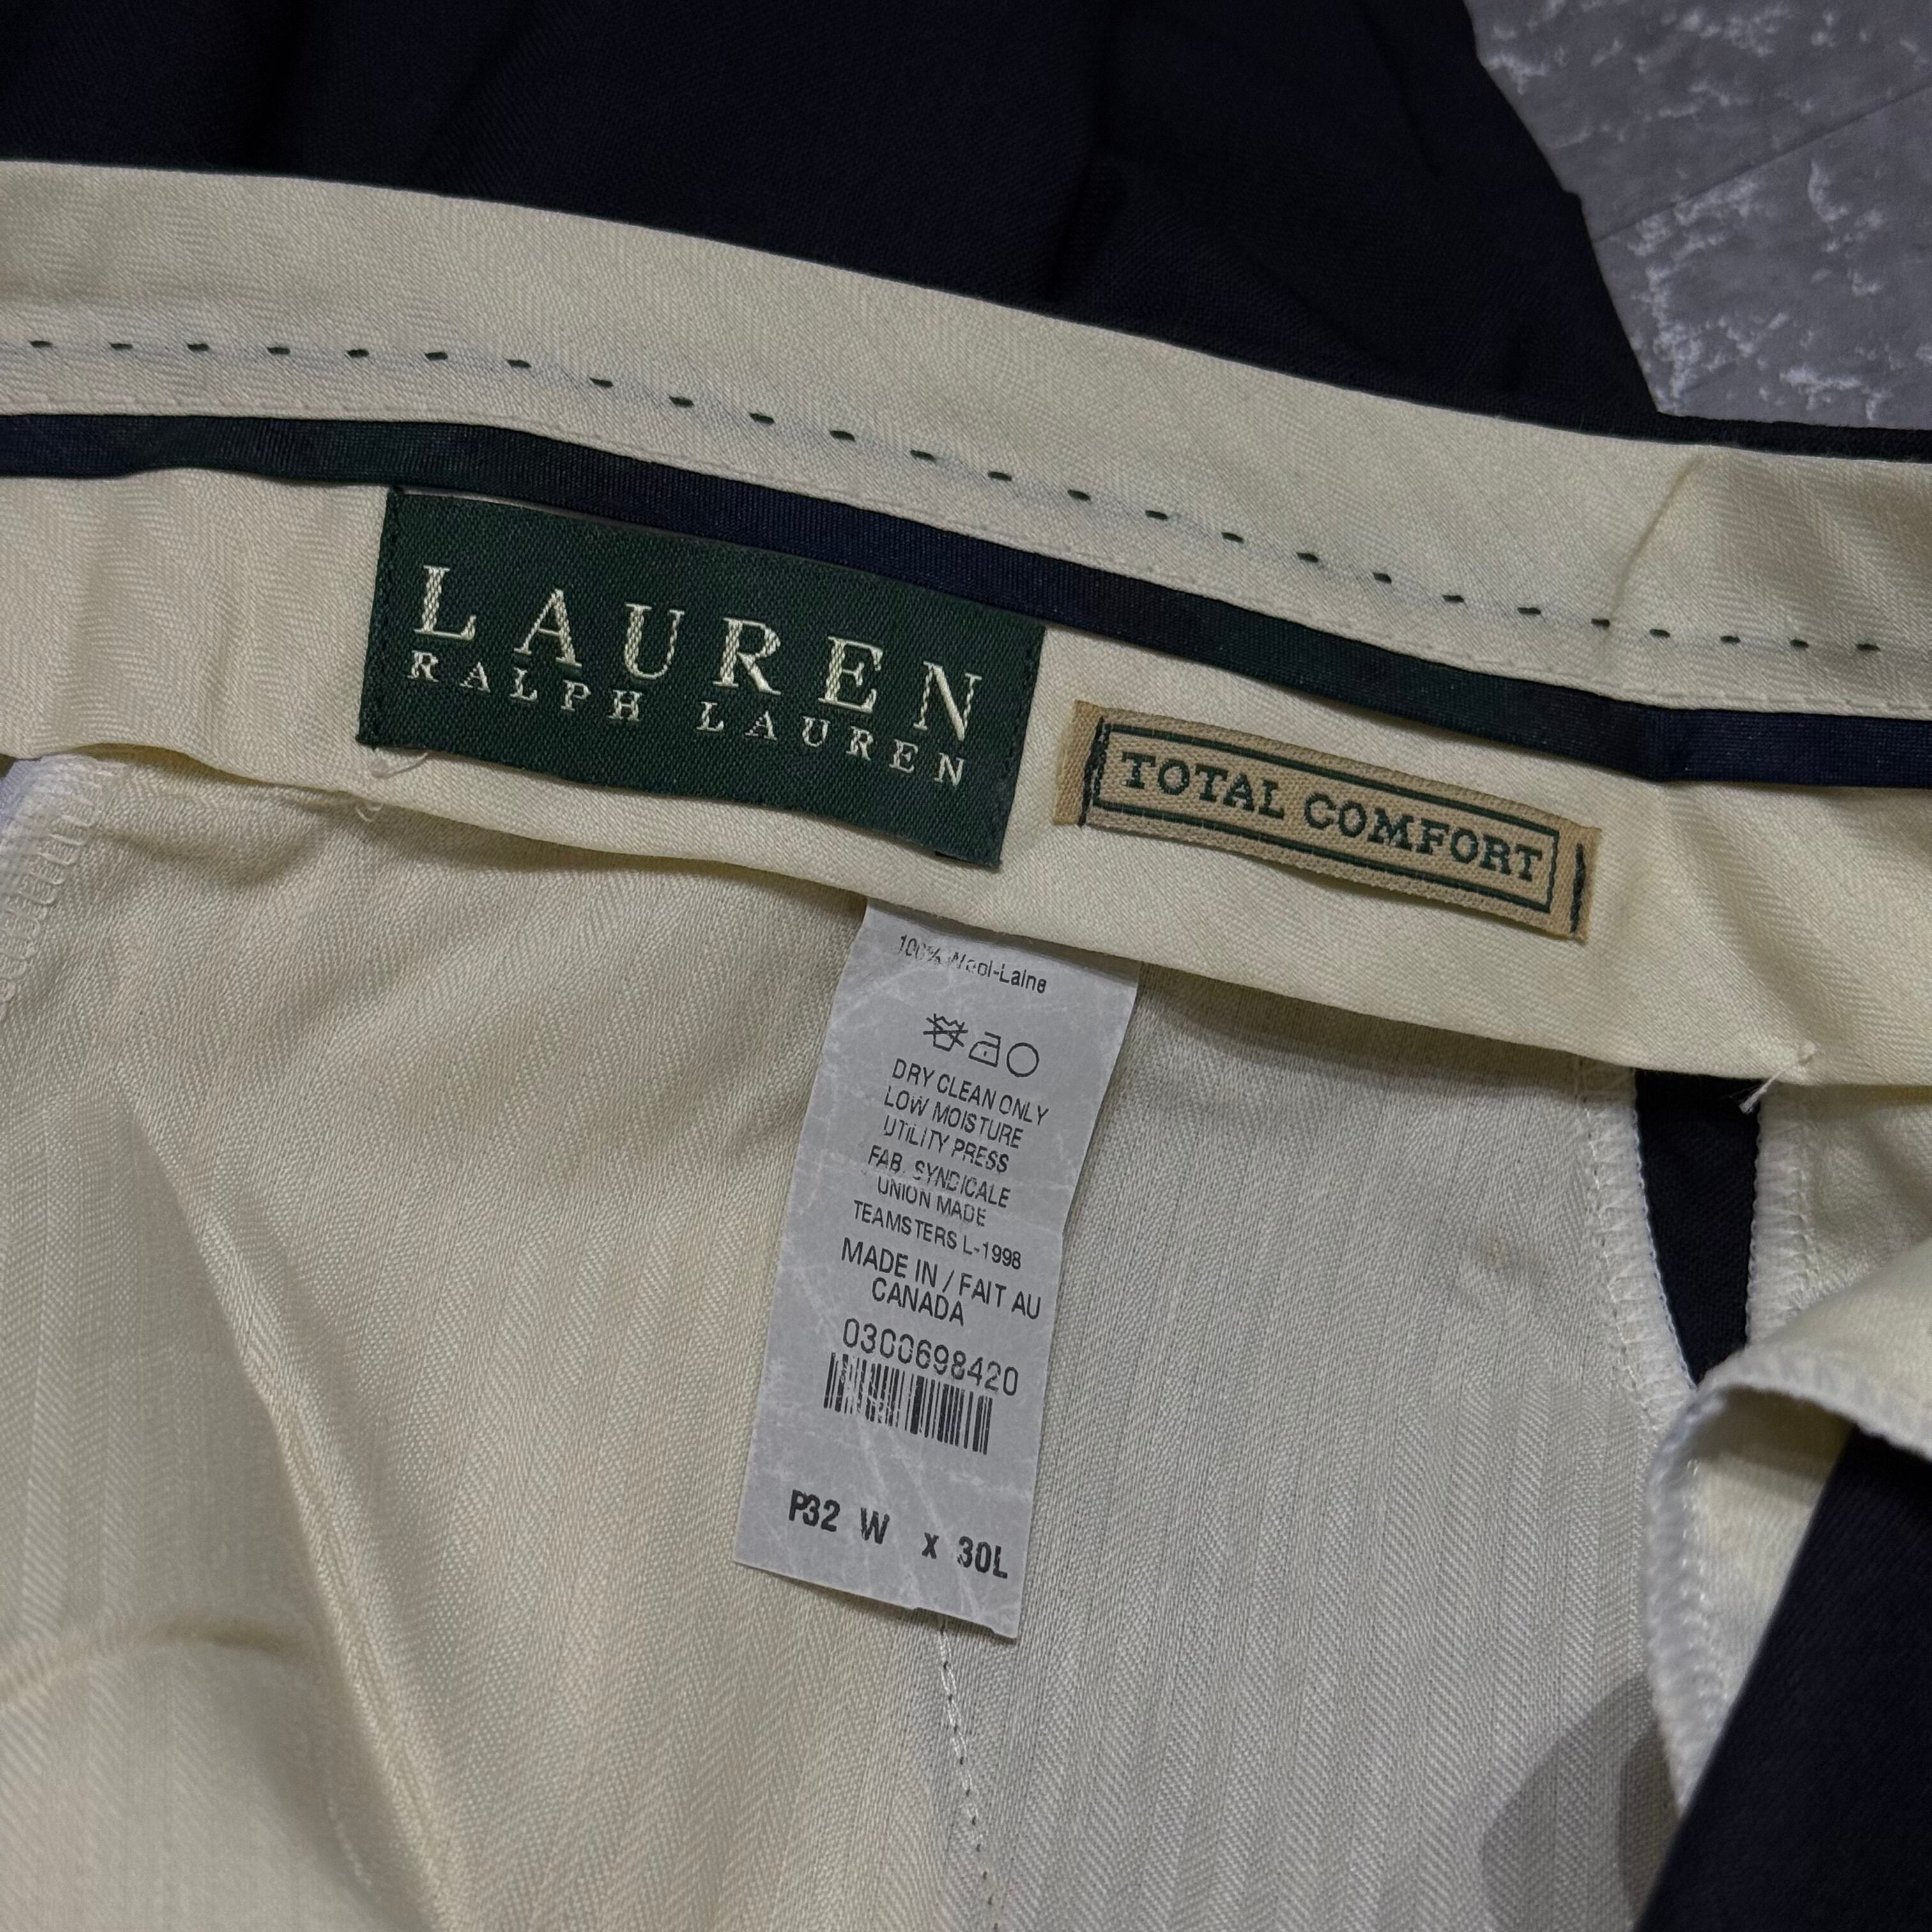 LAUREN
RALPH LAUREN
TOTAL COMFORT
100% Wool-Laine
DRY CLEAN ONLY
LOW MOISTURE
UTILITY PRESS
FAB. SYNDICALE
UNION MADE
TEAMSTERS L-1998
MADE IN / FAIT AU
CANADA
0300698420
P32 W x 30L